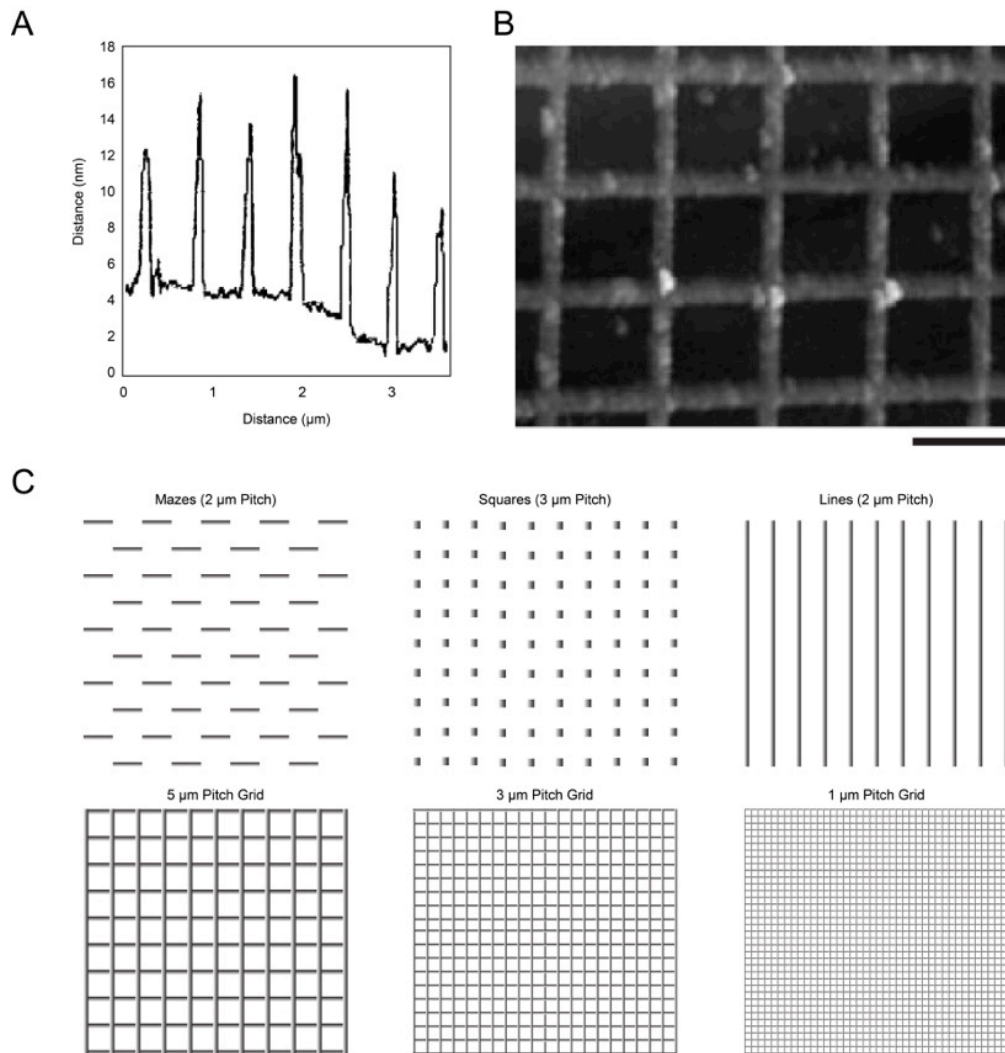 A
B
18
16
14
12
10
8
6
4
2
0
Distance (nm)
0
1
2
3
Distance (µm)
C
Mazes (2 µm Pitch)
Squares (3 µm Pitch)
Lines (2 µm Pitch)
5 µm Pitch Grid
3 µm Pitch Grid
1 µm Pitch Grid